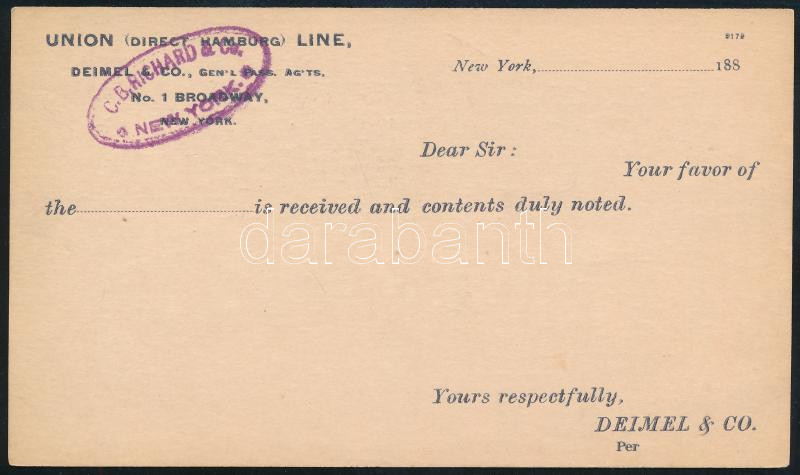 UNION (DIRECT HAMBURG) LINE,
DEIMEL & CO., GEN'L PASS. AG'TS,
No. 1 BROADWAY,
NEW YORK.
C.B. RICHARD & Co.
NEW YORK.
9179
New York, 188
Dear Sir:
Your favor of
the is received and contents duly noted.
darabanth
Yours respectfully,
DEIMEL & CO.
Per